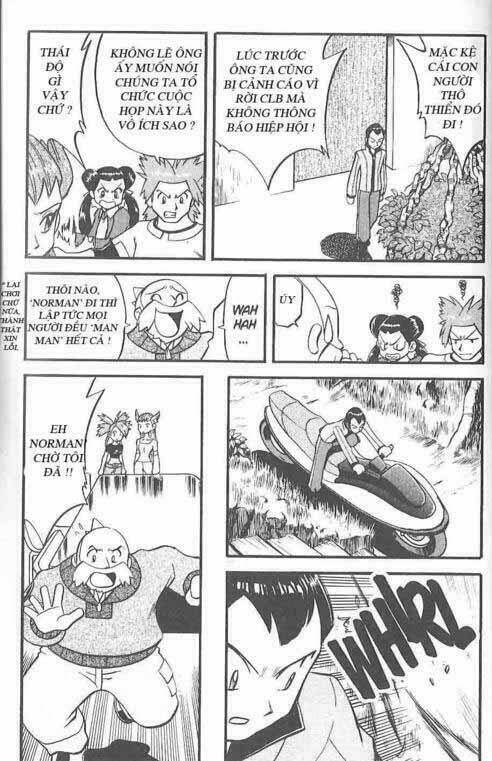 MẶC KỆ
CÁI CON
NGƯỜI
THÔ
THIỂN ĐÓ
ĐI !
LÚC TRƯỚC
ÔNG TA CŨNG
BỊ CẢNH CÁO VÌ
RỜI CLB MÀ
KHÔNG THÔNG
BÁO HIỆP HỘI !
KHÔNG LẼ ÔNG
ẤY MUỐN NÓI
CHÚNG TA TỔ
CHỨC CUỘC
HỌP NÀY LÀ
VÔ ÍCH SAO ?
THÁI
ĐỘ
GÌ
VẬY
CHỨ ?
ÚY
WAH
HAH
...
THÔI NÀO,
'NORMAN' ĐI THÌ
LẬP TỨC MỌI
NGƯỜI ĐỀU 'MAN
MAN' HẾT CẢ !
* LẠI
CHƠI
CHỮ
NỮA,
THÀNH
THẬT
XIN
LỖI.
EH
NORMAN
CHỜ TÔI
ĐÃ !!
WHIRL